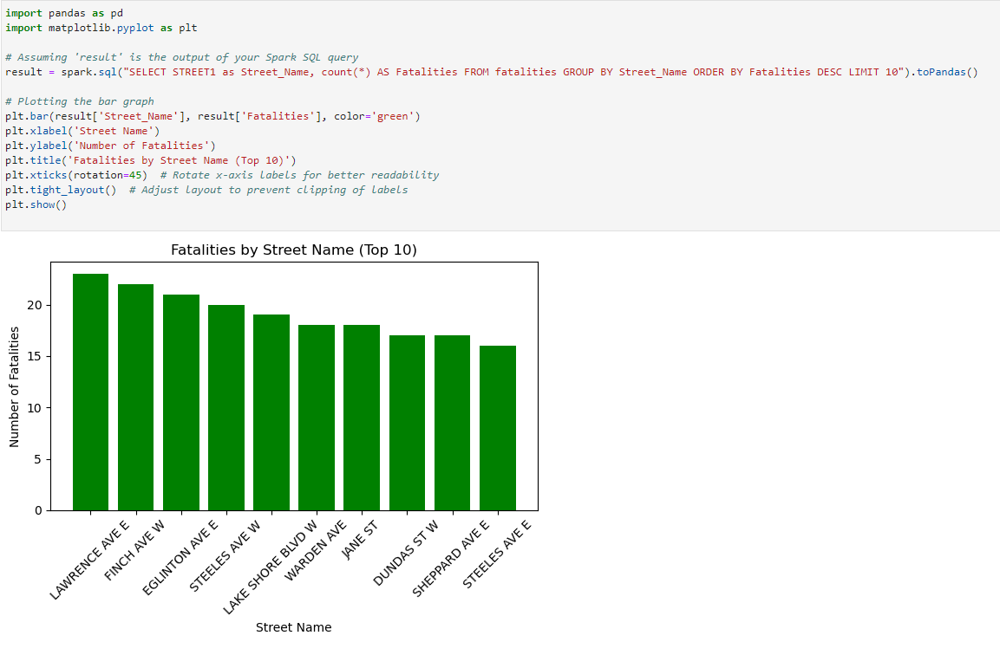 import pandas as pd
import matplotlib.pyplot as plt
# Assuming 'result' is the output of your Spark SQL query
result = spark.sql("SELECT STREET1 as Street_Name, count(*) AS Fatalities FROM fatalities GROUP BY Street_Name ORDER BY Fatalities DESC LIMIT 10").toPandas()
# Plotting the bar graph
plt.bar(result['Street_Name'], result['Fatalities'], color='green')
plt.xlabel('Street Name')
plt.ylabel('Number of Fatalities')
plt.title('Fatalities by Street Name (Top 10)')
plt.xticks(rotation=45)  # Rotate x-axis labels for better readability
plt.tight_layout()  # Adjust layout to prevent clipping of labels
plt.show()
Fatalities by Street Name (Top 10)
Number of Fatalities
20
15
10
5
0
LAWRENCE AVE E
FINCH AVE W
EGLINTON AVE E
STEELES AVE W
LAKE SHORE BLVD W
WARDEN AVE
JANE ST
DUNDAS ST W
SHEPPARD AVE E
STEELES AVE E
Street Name